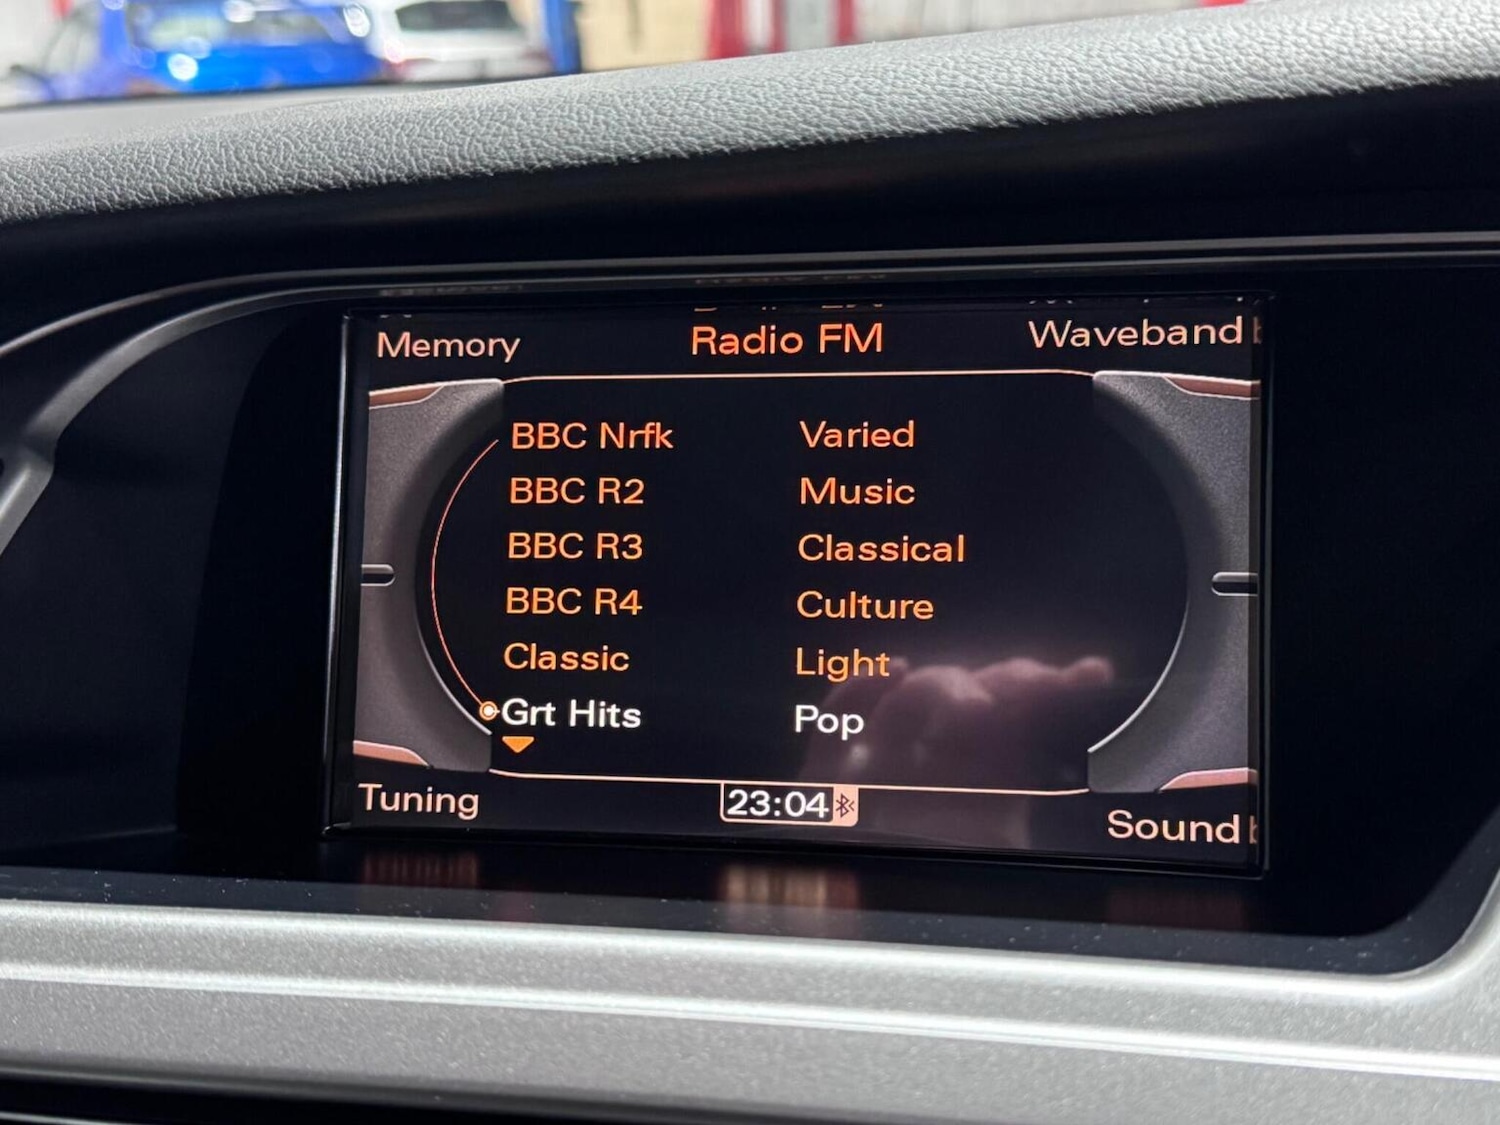 Memory Radio FM Waveband
BBC Nrfk Varied
BBC R2 Music
BBC R3 Classical
BBC R4 Culture
Classic Light
Grt Hits Pop
Tuning 23:04 Sound